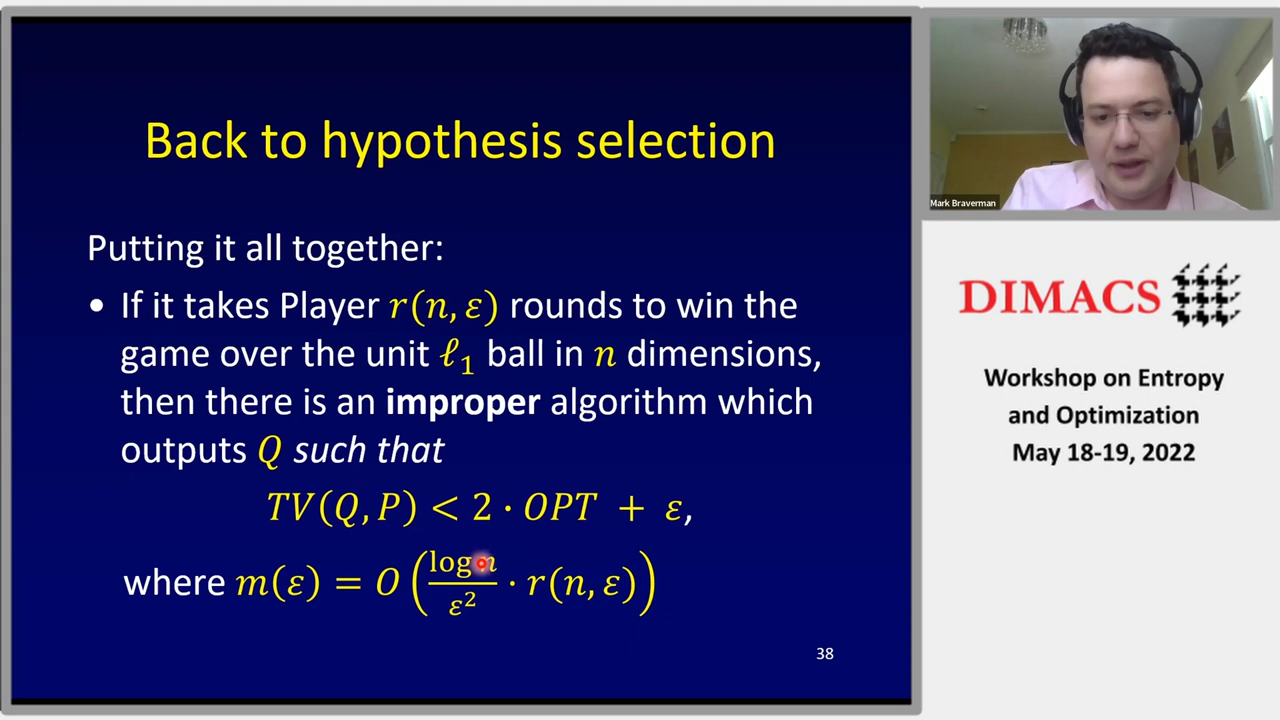 Back to hypothesis selection
Putting it all together:
• If it takes Player r(n, ε) rounds to win the
game over the unit ℓ₁ ball in n dimensions,
then there is an improper algorithm which
outputs Q such that
TV(Q, P) < 2 · OPT + ε,
where m(ε) = O(log n / ε² · r(n, ε))
38
Mark Braverman
DIMACS
Workshop on Entropy
and Optimization
May 18-19, 2022